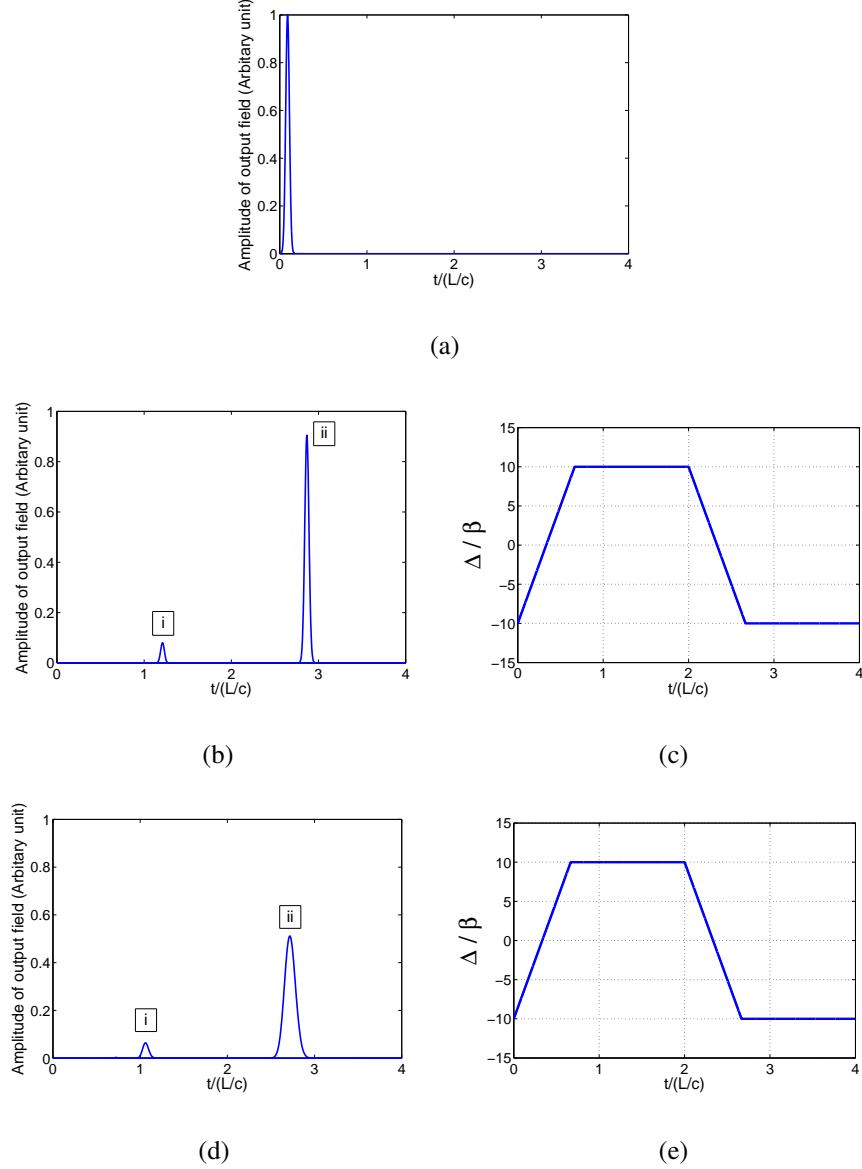 Amplitude of output field (Arbitary unit)
1
0.8
0.6
0.4
0.2
0
0 1 2 3 4
t/(L/c)
(a)
Amplitude of output field (Arbitary unit)
1
0.8
0.6
0.4
0.2
0
i
ii
0 1 2 3 4
t/(L/c)
(b)
Δ / β
15
10
5
0
−5
−10
−15
0 1 2 3 4
t/(L/c)
(c)
Amplitude of output field (Arbitary unit)
1
0.8
0.6
0.4
0.2
0
i
ii
0 1 2 3 4
t/(L/c)
(d)
Δ / β
15
10
5
0
−5
−10
−15
0 1 2 3 4
t/(L/c)
(e)